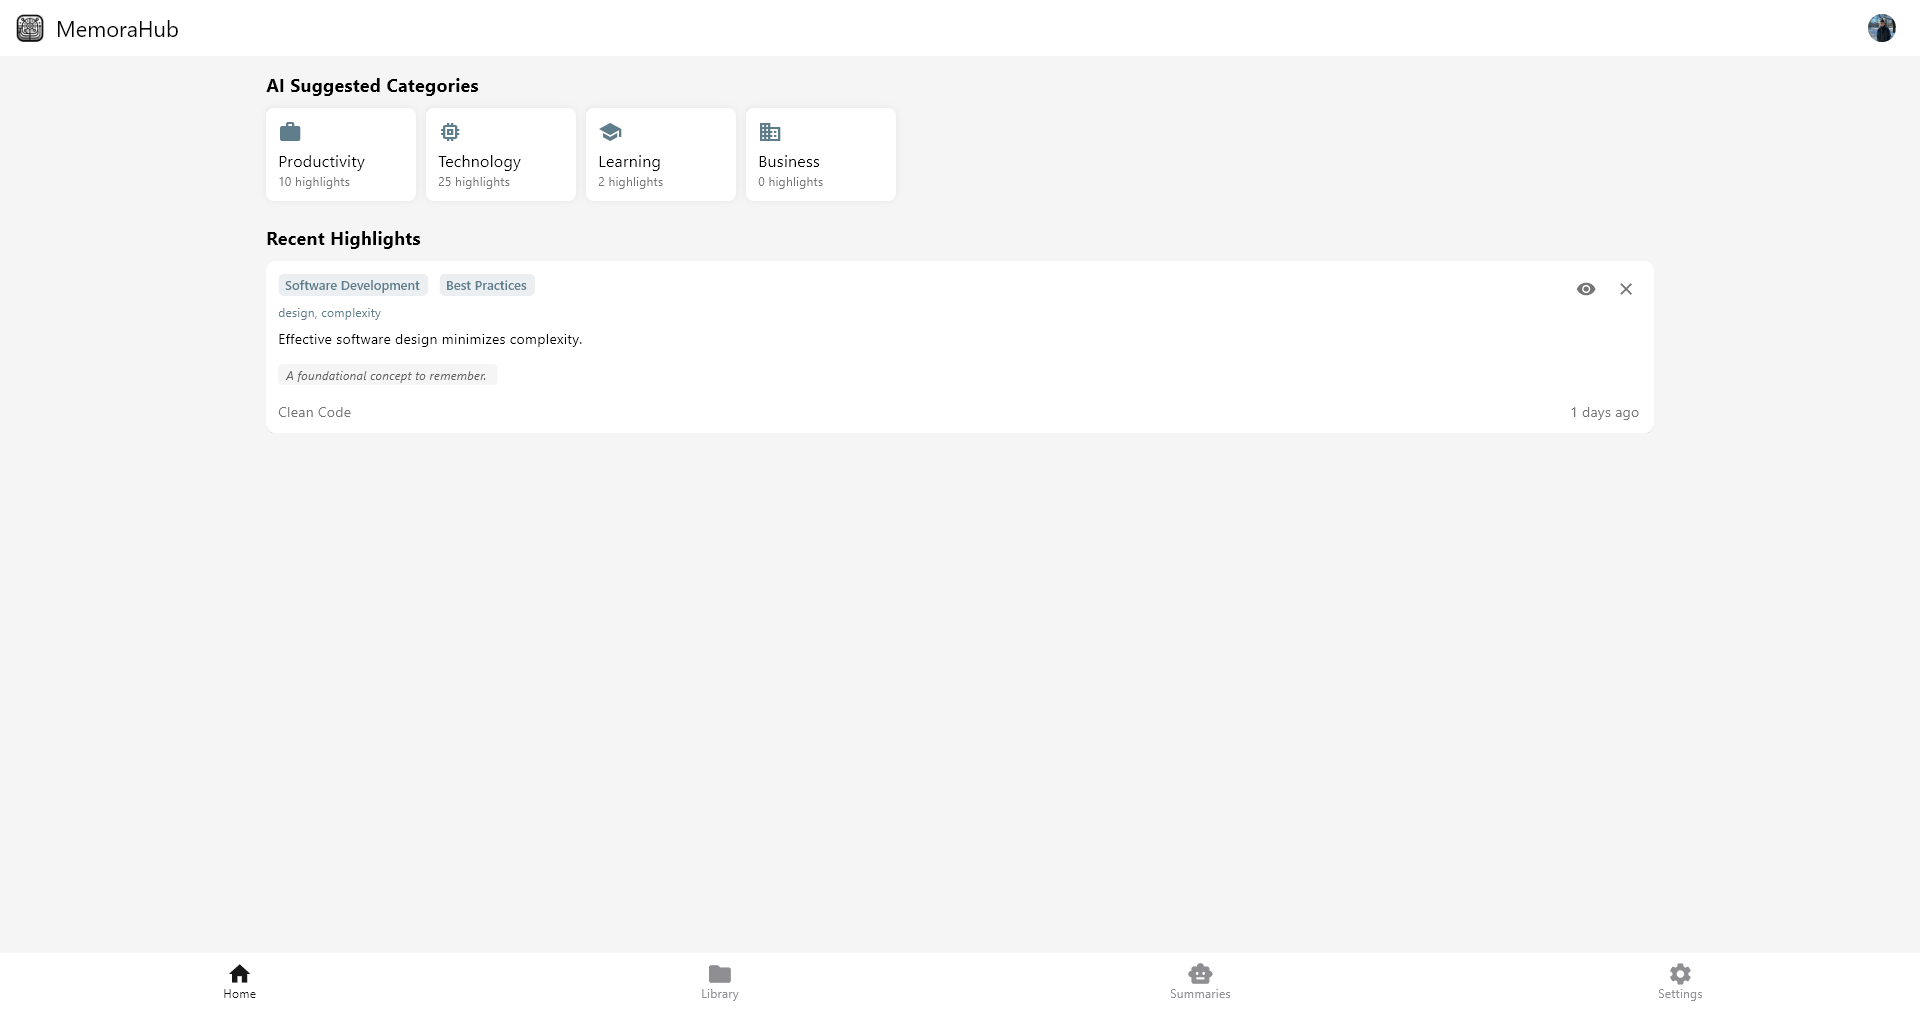 MemoraHub
AI Suggested Categories
Productivity
10 highlights
Technology
25 highlights
Learning
2 highlights
Business
0 highlights
Recent Highlights
Software Development
Best Practices
design, complexity
Effective software design minimizes complexity.
A foundational concept to remember.
Clean Code
1 days ago
Home
Library
Summaries
Settings